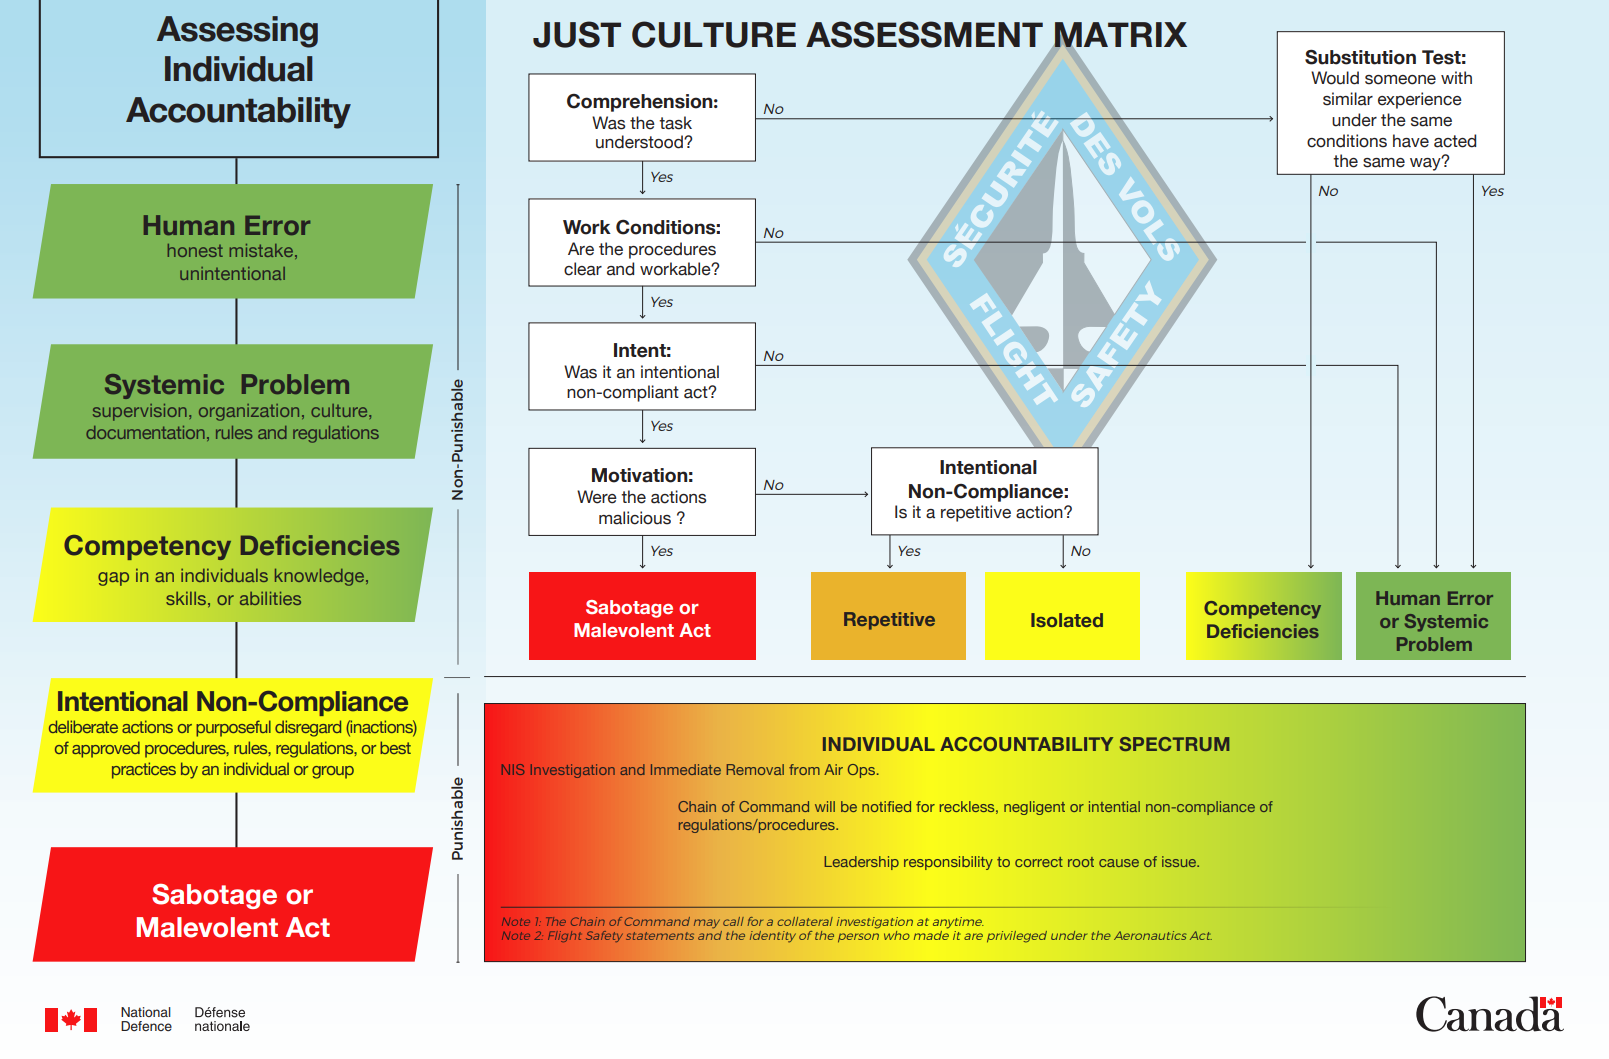 Assessing
Individual
Accountability
Human Error
honest mistake,
unintentional
Systemic Problem
supervision, organization, culture,
documentation, rules and regulations
Competency Deficiencies
gap in an individuals knowledge,
skills, or abilities
Intentional Non-Compliance
deliberate actions or purposeful disregard (inactions)
of approved procedures, rules, regulations, or best
practices by an individual or group
Sabotage or
Malevolent Act
Non-Punishable
Punishable
JUST CULTURE ASSESSMENT MATRIX
Comprehension:
Was the task
understood?
No
Yes
Substitution Test:
Would someone with
similar experience
under the same
conditions have acted
the same way?
No
Yes
Work Conditions:
Are the procedures
clear and workable?
No
Yes
Intent:
Was it an intentional
non-compliant act?
No
Yes
Motivation:
Were the actions
malicious ?
No
Yes
Intentional
Non-Compliance:
Is it a repetitive action?
Yes
No
SÉCURITÉ
DES VOLS
FLIGHT
SAFETY
Sabotage or
Malevolent Act
Repetitive
Isolated
Competency
Deficiencies
Human Error
or Systemic
Problem
INDIVIDUAL ACCOUNTABILITY SPECTRUM
NIS Investigation and Immediate Removal from Air Ops.
Chain of Command will be notified for reckless, negligent or intential non-compliance of
regulations/procedures.
Leadership responsibility to correct root cause of issue.
Note 1: The Chain of Command may call for a collateral investigation at anytime.
Note 2: Flight Safety statements and the identity of the person who made it are privileged under the Aeronautics Act.
National
Defence
Défense
nationale
Canada